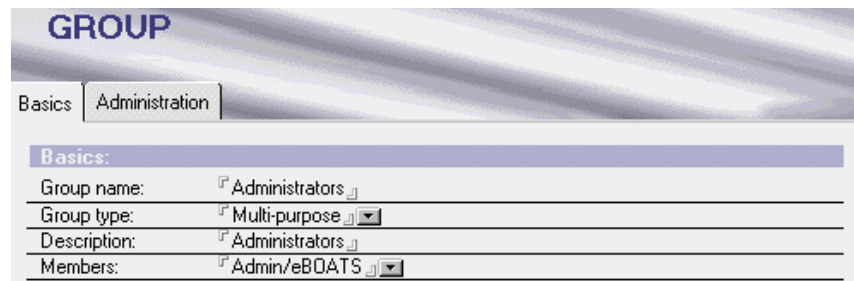 GROUP
Basics Administration
Basics:
Group name: Administrators
Group type: Multi-purpose
Description: Administrators
Members: Admin/eBOATS